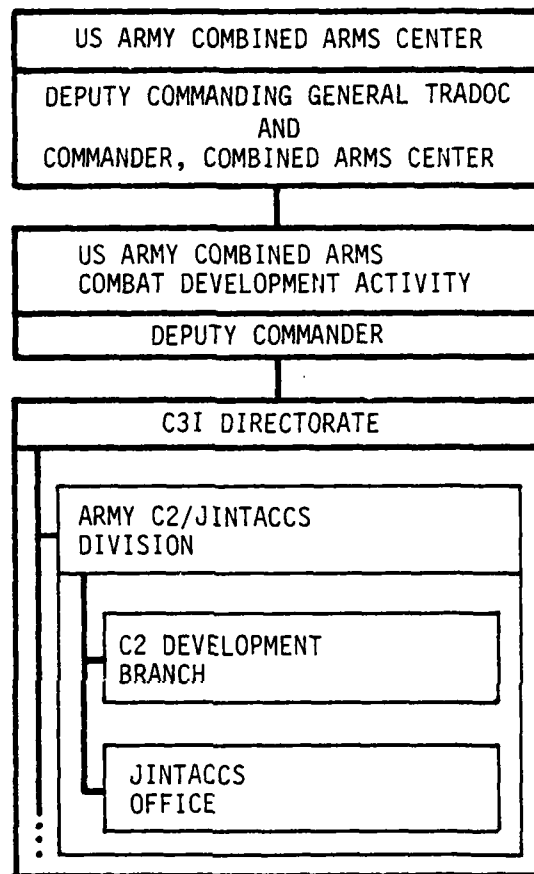 US ARMY COMBINED ARMS CENTER
DEPUTY COMMANDING GENERAL TRADOC
AND
COMMANDER, COMBINED ARMS CENTER
US ARMY COMBINED ARMS
COMBAT DEVELOPMENT ACTIVITY
DEPUTY COMMANDER
C3I DIRECTORATE
ARMY C2/JINTACCS
DIVISION
C2 DEVELOPMENT
BRANCH
JINTACCS
OFFICE